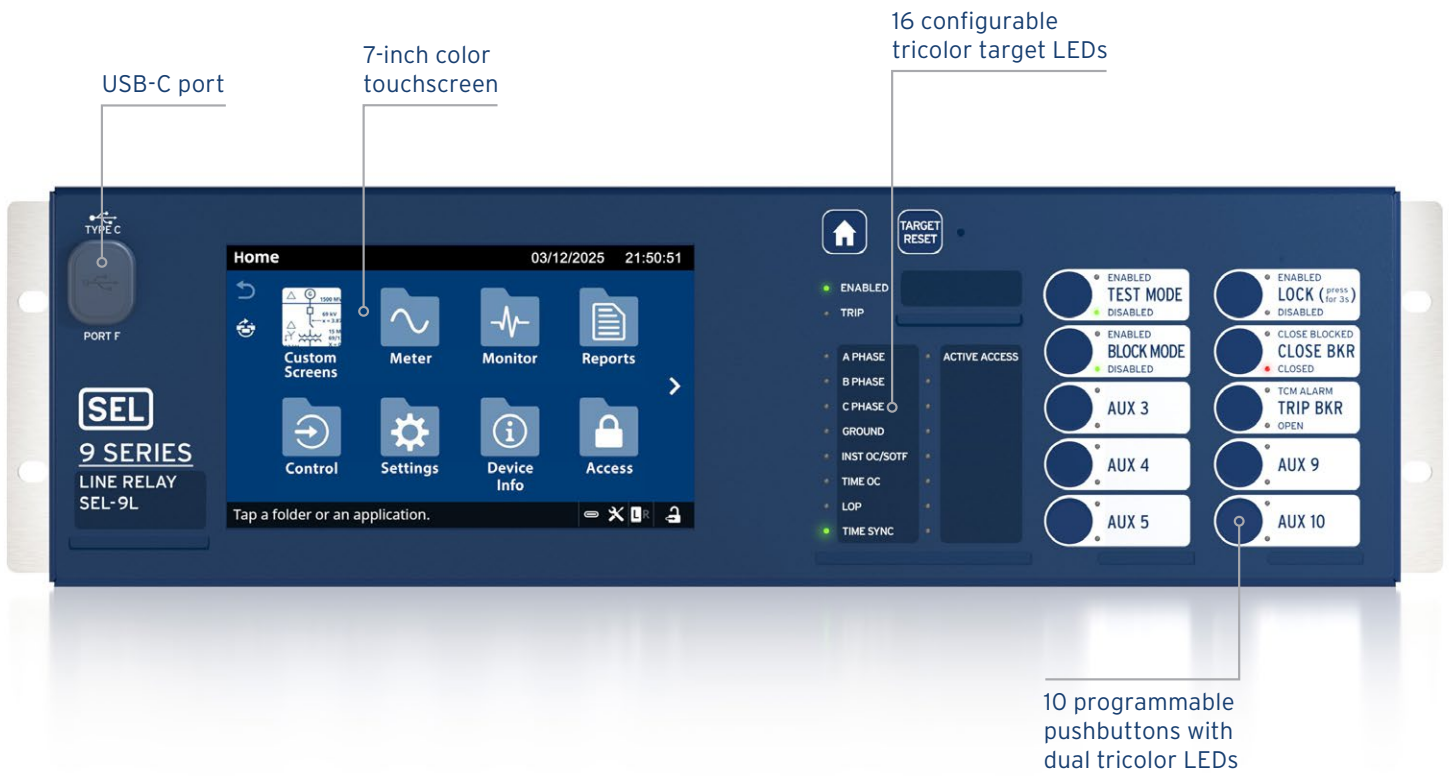 16 configurable
tricolor target LEDs
7-inch color
touchscreen
USB-C port
TYPE C
PORT F
SEL
9 SERIES
LINE RELAY
SEL-9L
Home 03/12/2025 21:50:51
1500
69 kV
15 M
Custom
Screens
Meter
Monitor
Reports
Control
Settings
Device
Info
Access
Tap a folder or an application.
L R
TARGET
RESET
ENABLED
TRIP
A PHASE
B PHASE
C PHASE
GROUND
INST OC/SOTF
TIME OC
LOP
TIME SYNC
ACTIVE ACCESS
ENABLED
TEST MODE
DISABLED
ENABLED
BLOCK MODE
DISABLED
AUX 3
AUX 4
AUX 5
ENABLED
LOCK (press for 3s)
DISABLED
CLOSE BLOCKED
CLOSE BKR
CLOSED
TCM ALARM
TRIP BKR
OPEN
AUX 9
AUX 10
10 programmable
pushbuttons with
dual tricolor LEDs